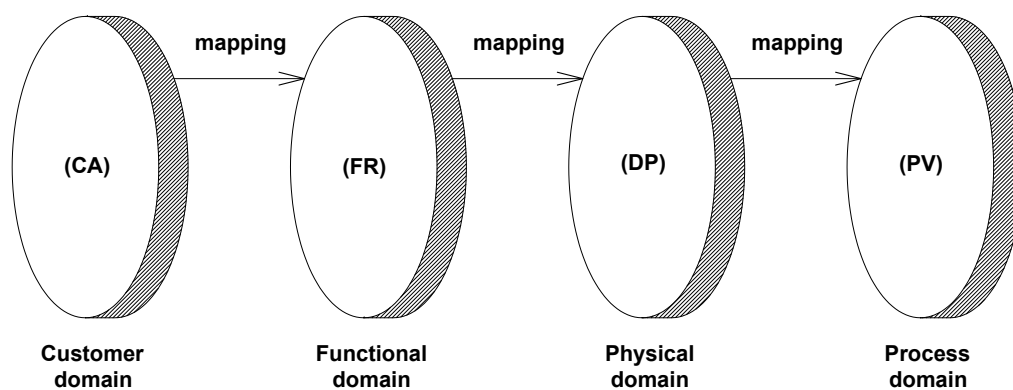 mapping mapping mapping
(CA) (FR) (DP) (PV)
Customer Functional Physical Process
domain domain domain domain